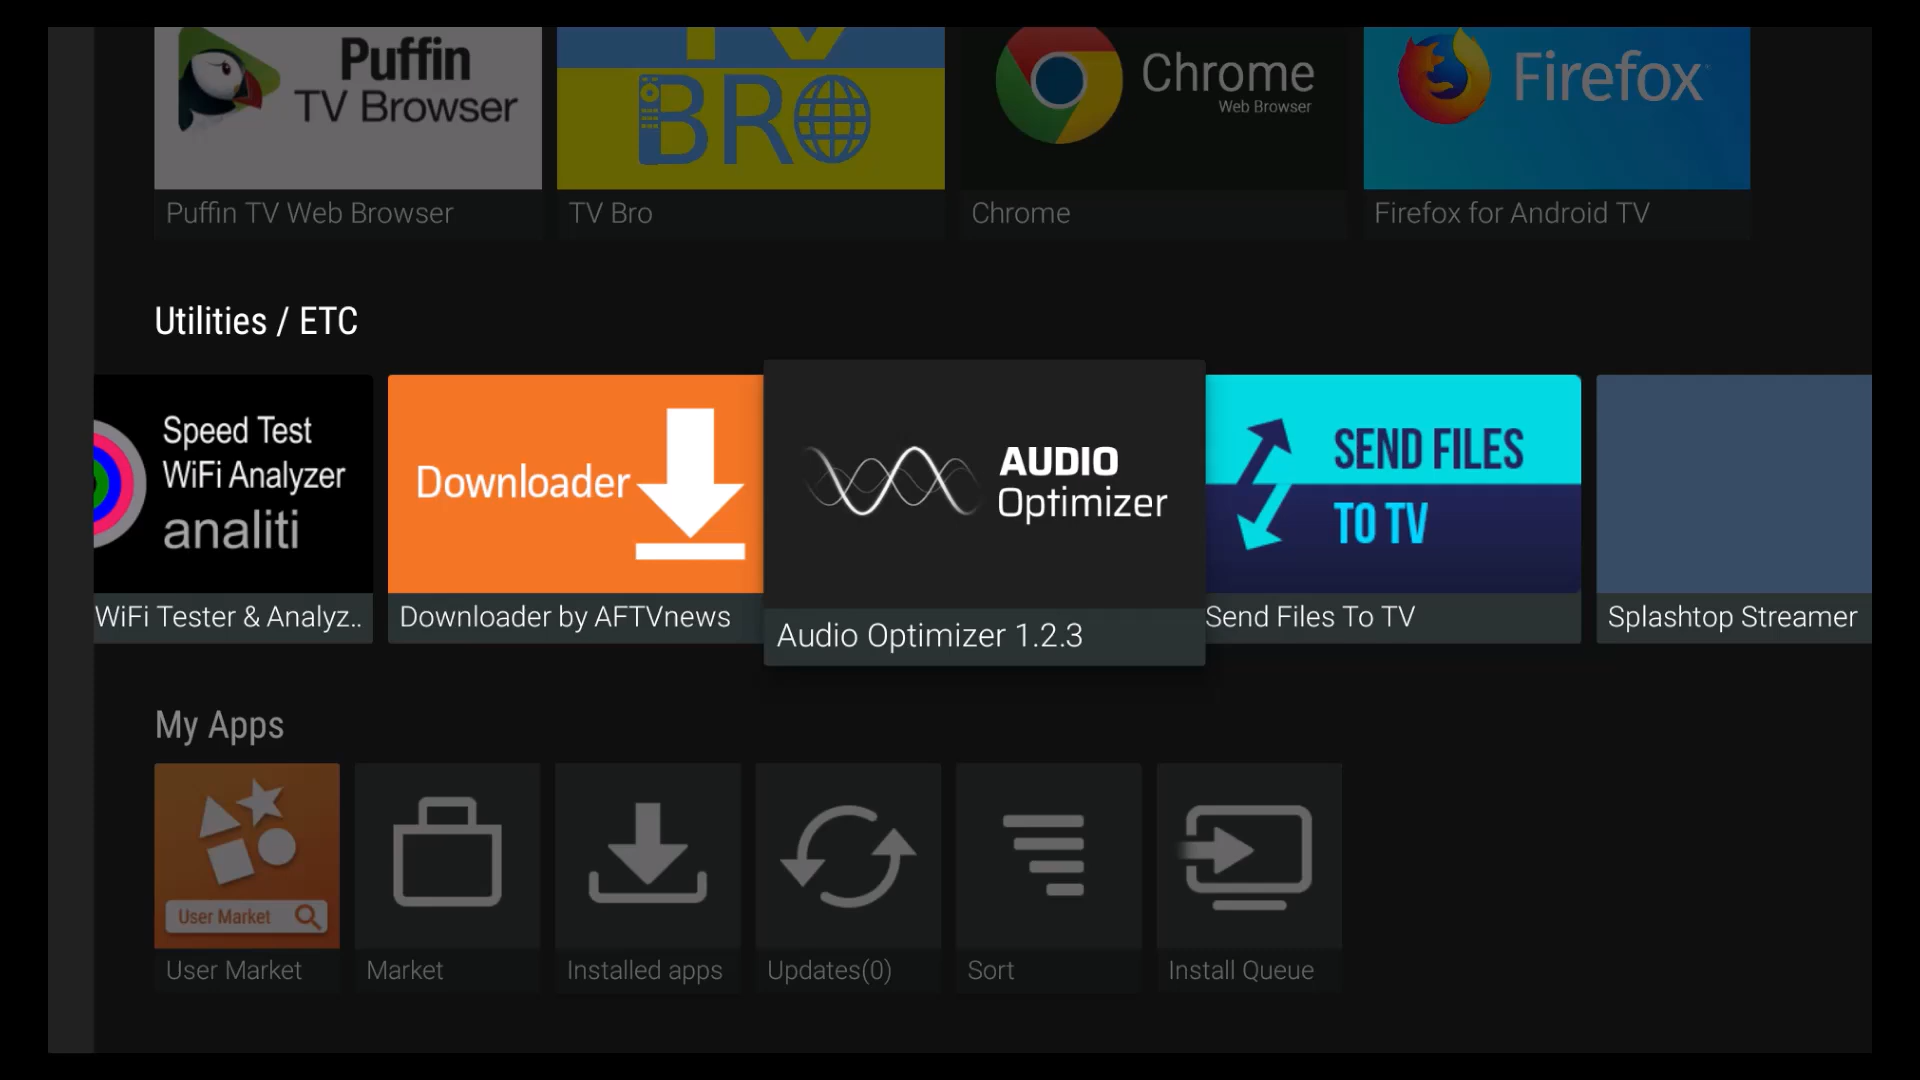 Puffin
TV Browser
TV
BRO
Chrome
Web Browser
Firefox
Puffin TV Web Browser
TV Bro
Chrome
Firefox for Android TV
Utilities / ETC
Speed Test
WiFi Analyzer
analiti
Downloader
AUDIO
Optimizer
SEND FILES
TO TV
WiFi Tester & Analyz..
Downloader by AFTVnews
Audio Optimizer 1.2.3
Send Files To TV
Splashtop Streamer
My Apps
User Market
User Market
Market
Installed apps
Updates(0)
Sort
Install Queue